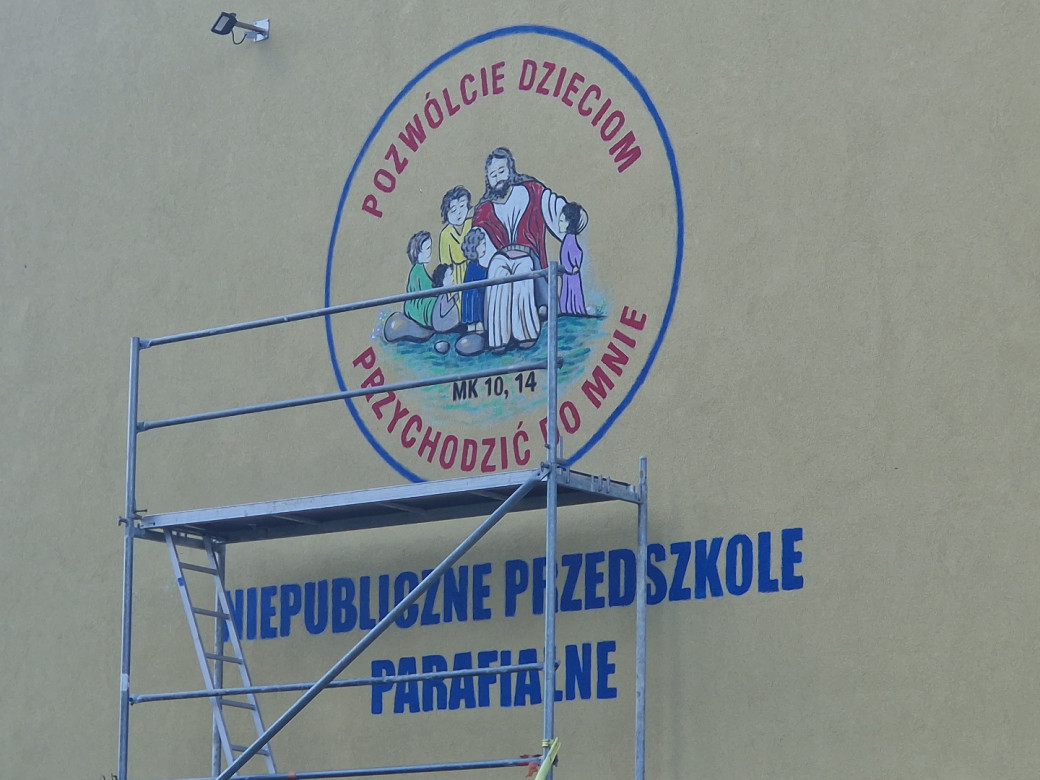 POZWÓLCIE DZIECIOM
MK 10, 14
PRZYCHODZIĆ DO MNIE
NIEPUBLICZNE PRZEDSZKOLE
PARAFIALNE